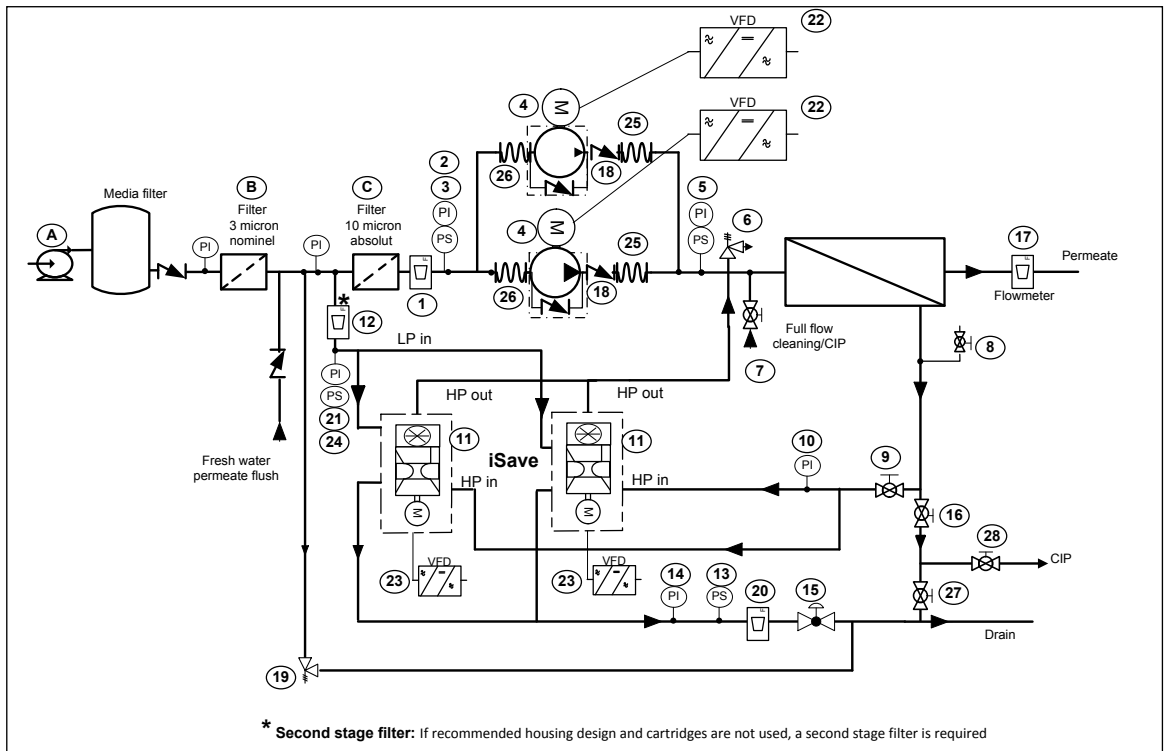 VFD
22
VFD
22
4
25
2
B
C
3
26
18
5
Media filter
Filter
3 micron
nominel
Filter
10 micron
absolut
PI
PS
M
PI
PS
6
A
PI
PI
4
25
17
M
Permeate
1
26
18
Flowmeter
*
12
LP in
Full flow
cleaning/CIP
8
7
PI
PS
21
24
HP out
HP out
11
iSave
11
10
9
PI
HP in
HP in
Fresh water
permeate flush
M
M
16
28
CIP
23
VFD
23
VFD
14
13
20
15
27
PI
PS
Drain
19
* Second stage filter: If recommended housing design and cartridges are not used, a second stage filter is required